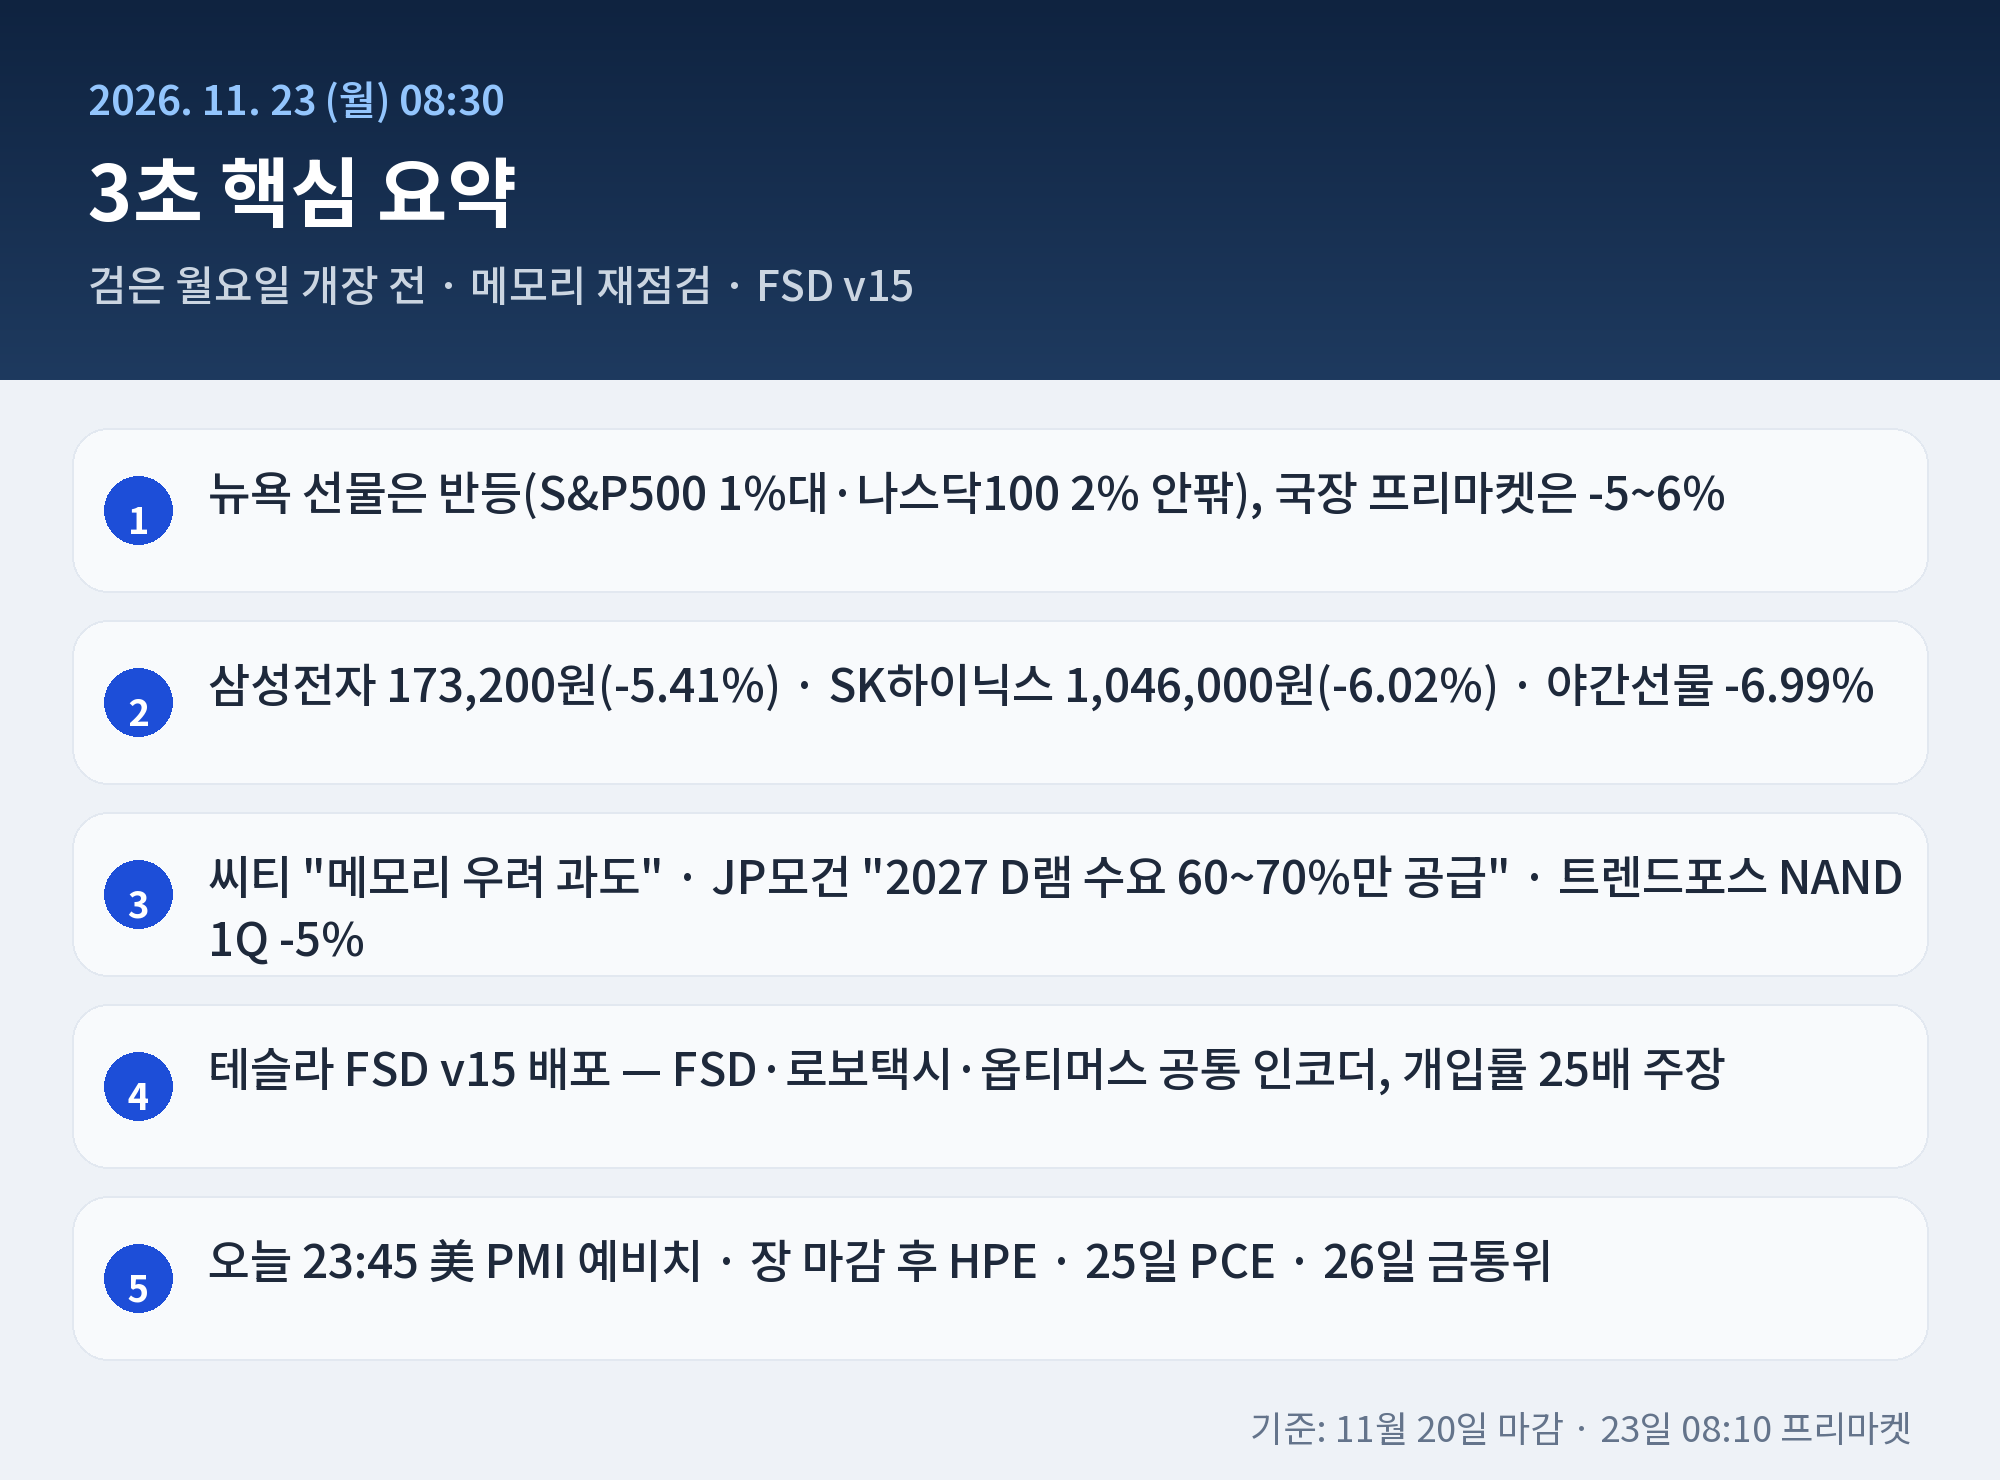 2026. 11. 23 (월) 08:30
3초 핵심 요약
검은 월요일 개장 전 · 메모리 재점검 · FSD v15
1 뉴욕 선물은 반등(S&P500 1%대·나스닥100 2% 안팎), 국장 프리마켓은 -5~6%
2 삼성전자 173,200원(-5.41%) · SK하이닉스 1,046,000원(-6.02%) · 야간선물 -6.99%
3 씨티 "메모리 우려 과도" · JP모건 "2027 D램 수요 60~70%만 공급" · 트렌드포스 NAND
1Q -5%
4 테슬라 FSD v15 배포 — FSD·로보택시·옵티머스 공통 인코더, 개입률 25배 주장
5 오늘 23:45 美 PMI 예비치 · 장 마감 후 HPE · 25일 PCE · 26일 금통위
기준: 11월 20일 마감 · 23일 08:10 프리마켓